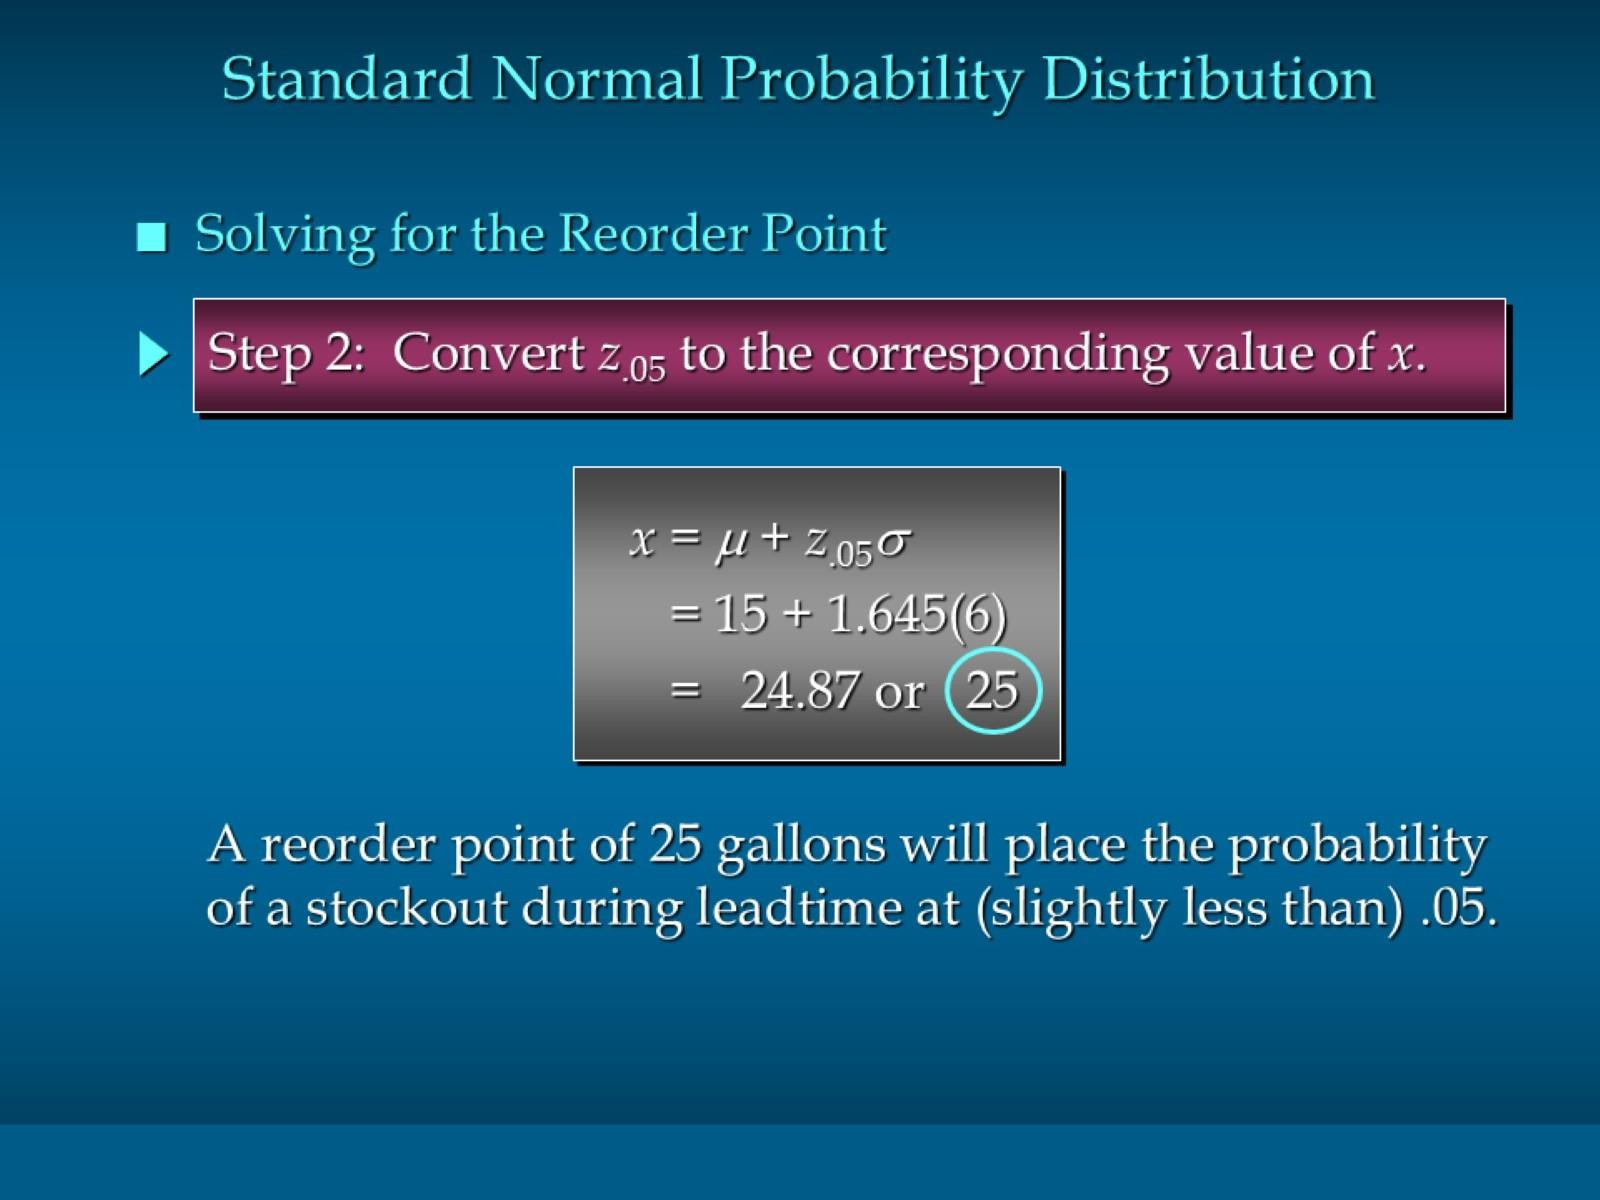 Standard Normal Probability Distribution
Solving for the Reorder Point
Step 2: Convert z.05 to the corresponding value of x.
x = μ + z.05σ
= 15 + 1.645(6)
= 24.87 or 25
A reorder point of 25 gallons will place the probability
of a stockout during leadtime at (slightly less than) .05.